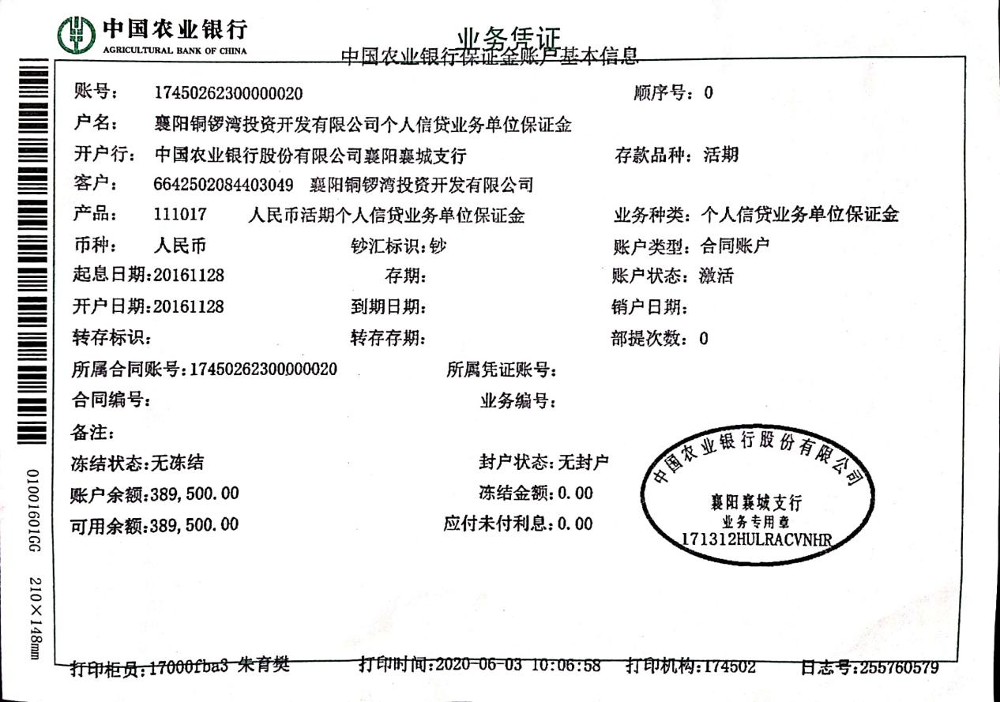 中国农业银行
AGRICULTURAL BANK OF CHINA
业务凭证
中国农业银行保证金账户基本信息
账号: 17450262300000020 顺序号: 0
户名: 襄阳铜锣湾投资开发有限公司个人信贷业务单位保证金
开户行: 中国农业银行股份有限公司襄阳襄城支行 存款品种: 活期
客户: 6642502084403049 襄阳铜锣湾投资开发有限公司
产品: 111017 人民币活期个人信贷业务单位保证金 业务种类: 个人信贷业务单位保证金
币种: 人民币 钞汇标识:钞 账户类型: 合同账户
起息日期:20161128 存期: 账户状态: 激活
开户日期:20161128 到期日期: 销户日期:
转存标识: 转存存期: 部提次数: 0
所属合同账号:17450262300000020 所属凭证账号:
合同编号: 业务编号:
备注:
冻结状态:无冻结 封户状态:无封户
账户余额:389,500.00 冻结金额:0.00
可用余额:389,500.00 应付未付利息:0.00
中国农业银行股份有限公司
襄阳襄城支行
业务专用章
171312HULRACVNHR
打印柜员:17000fba3 朱育樊 打印时间:2020-06-03 10:06:58 打印机构:174502 日志号:255760579
01001601GG 210×148mm